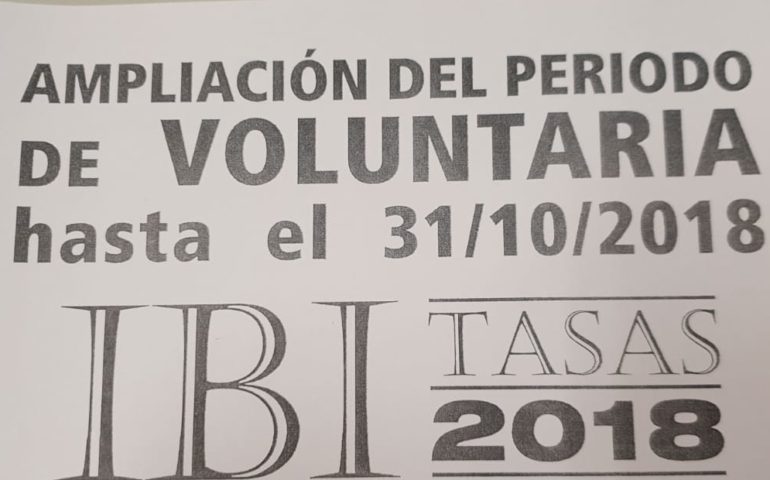 AMPLIACIÓN DEL PERIODO
DE VOLUNTARIA
hasta el 31/10/2018
IBI
TASAS
2018